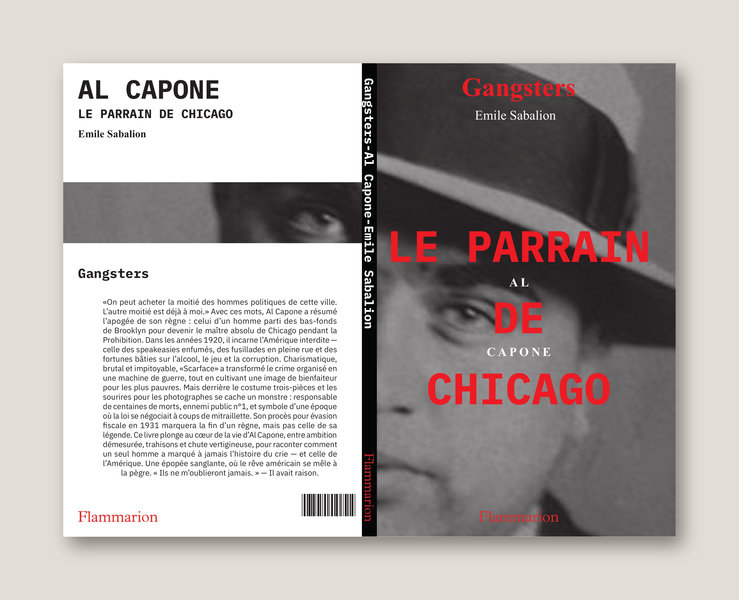 AL CAPONE
LE PARRAIN DE CHICAGO
Emile Sabalion
Gangsters
«On peut acheter la moitié des hommes politiques de cette ville.
L'autre moitié est déjà à moi.» Avec ces mots, Al Capone a résumé
l'apogée de son règne : celui d'un homme parti des bas-fonds
de Brooklyn pour devenir le maître absolu de Chicago pendant la
Prohibition. Dans les années 1920, il incarne l'Amérique interdite —
celle des speakeasies enfumés, des fusillades en pleine rue et des
fortunes bâties sur l'alcool, le jeu et la corruption. Charismatique,
brutal et impitoyable, «Scarface» a transformé le crime organisé en
une machine de guerre, tout en cultivant une image de bienfaiteur
pour les plus pauvres. Mais derrière le costume trois-pièces et les
sourires pour les photographes se cache un monstre : responsable
de centaines de morts, ennemi public n°1, et symbole d'une époque
où la loi se négociait à coups de mitraillette. Son procès pour évasion
fiscale en 1931 marquera la fin d'un règne, mais pas celle de sa
légende. Ce livre plonge au cœur de la vie d'Al Capone, entre ambition
démesurée, trahisons et chute vertigineuse, pour raconter comment
un seul homme a marqué à jamais l'histoire du crie — et celle de
l'Amérique. Une épopée sanglante, où le rêve américain se mêle à
la pègre. « Ils ne m'oublieront jamais. » — Il avait raison.
Flammarion
Gangsters-Al Capone-Emile Sabalion
Flammarion
Gangsters
Emile Sabalion
LE PARRAIN
AL
DE
CAPONE
CHICAGO
Flammarion